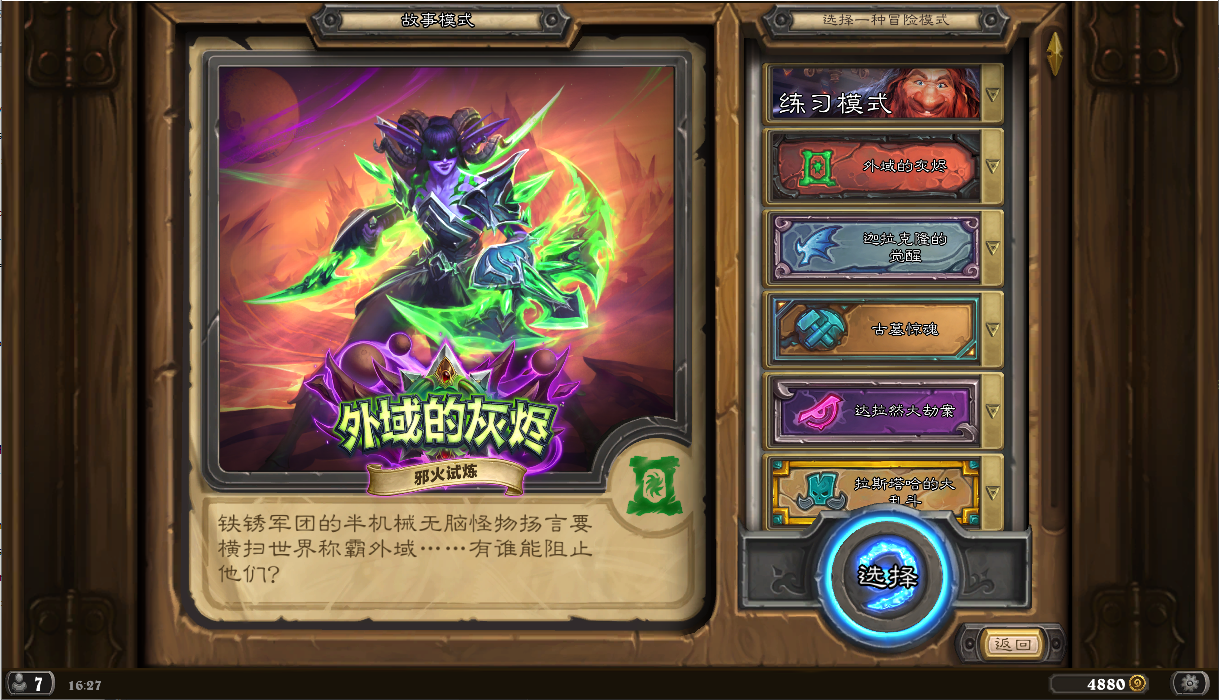 故事模式
选择一种冒险模式
外域的灰烬
邪火试炼
铁锈军团的半机械无脑怪物扬言要
横扫世界称霸外域……有谁能阻止
他们?
练习模式
外域的灰烬
迦拉克隆的
觉醒
古墓惊魂
达拉然大劫案
拉斯塔哈的大
乱斗
选择
返回
7
16:27
4880